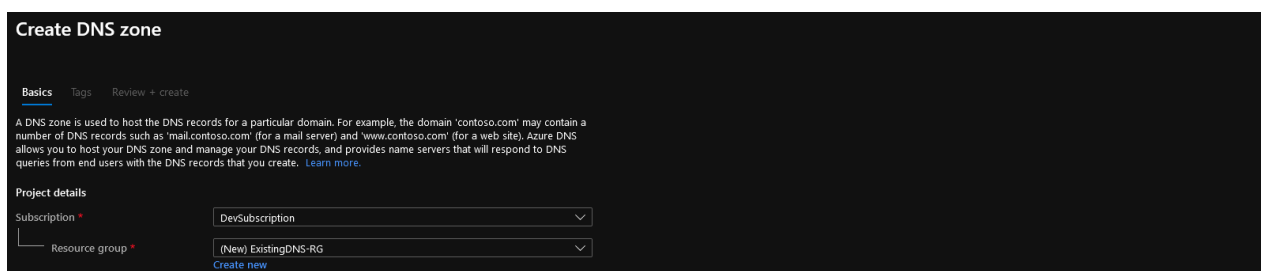 Create DNS zone
Basics Tags Review + create
A DNS zone is used to host the DNS records for a particular domain. For example, the domain 'contoso.com' may contain a
number of DNS records such as 'mail.contoso.com' (for a mail server) and 'www.contoso.com' (for a web site). Azure DNS
allows you to host your DNS zone and manage your DNS records, and provides name servers that will respond to DNS
queries from end users with the DNS records that you create. Learn more.
Project details
Subscription * DevSubscription
Resource group * (New) ExistingDNS-RG
Create new